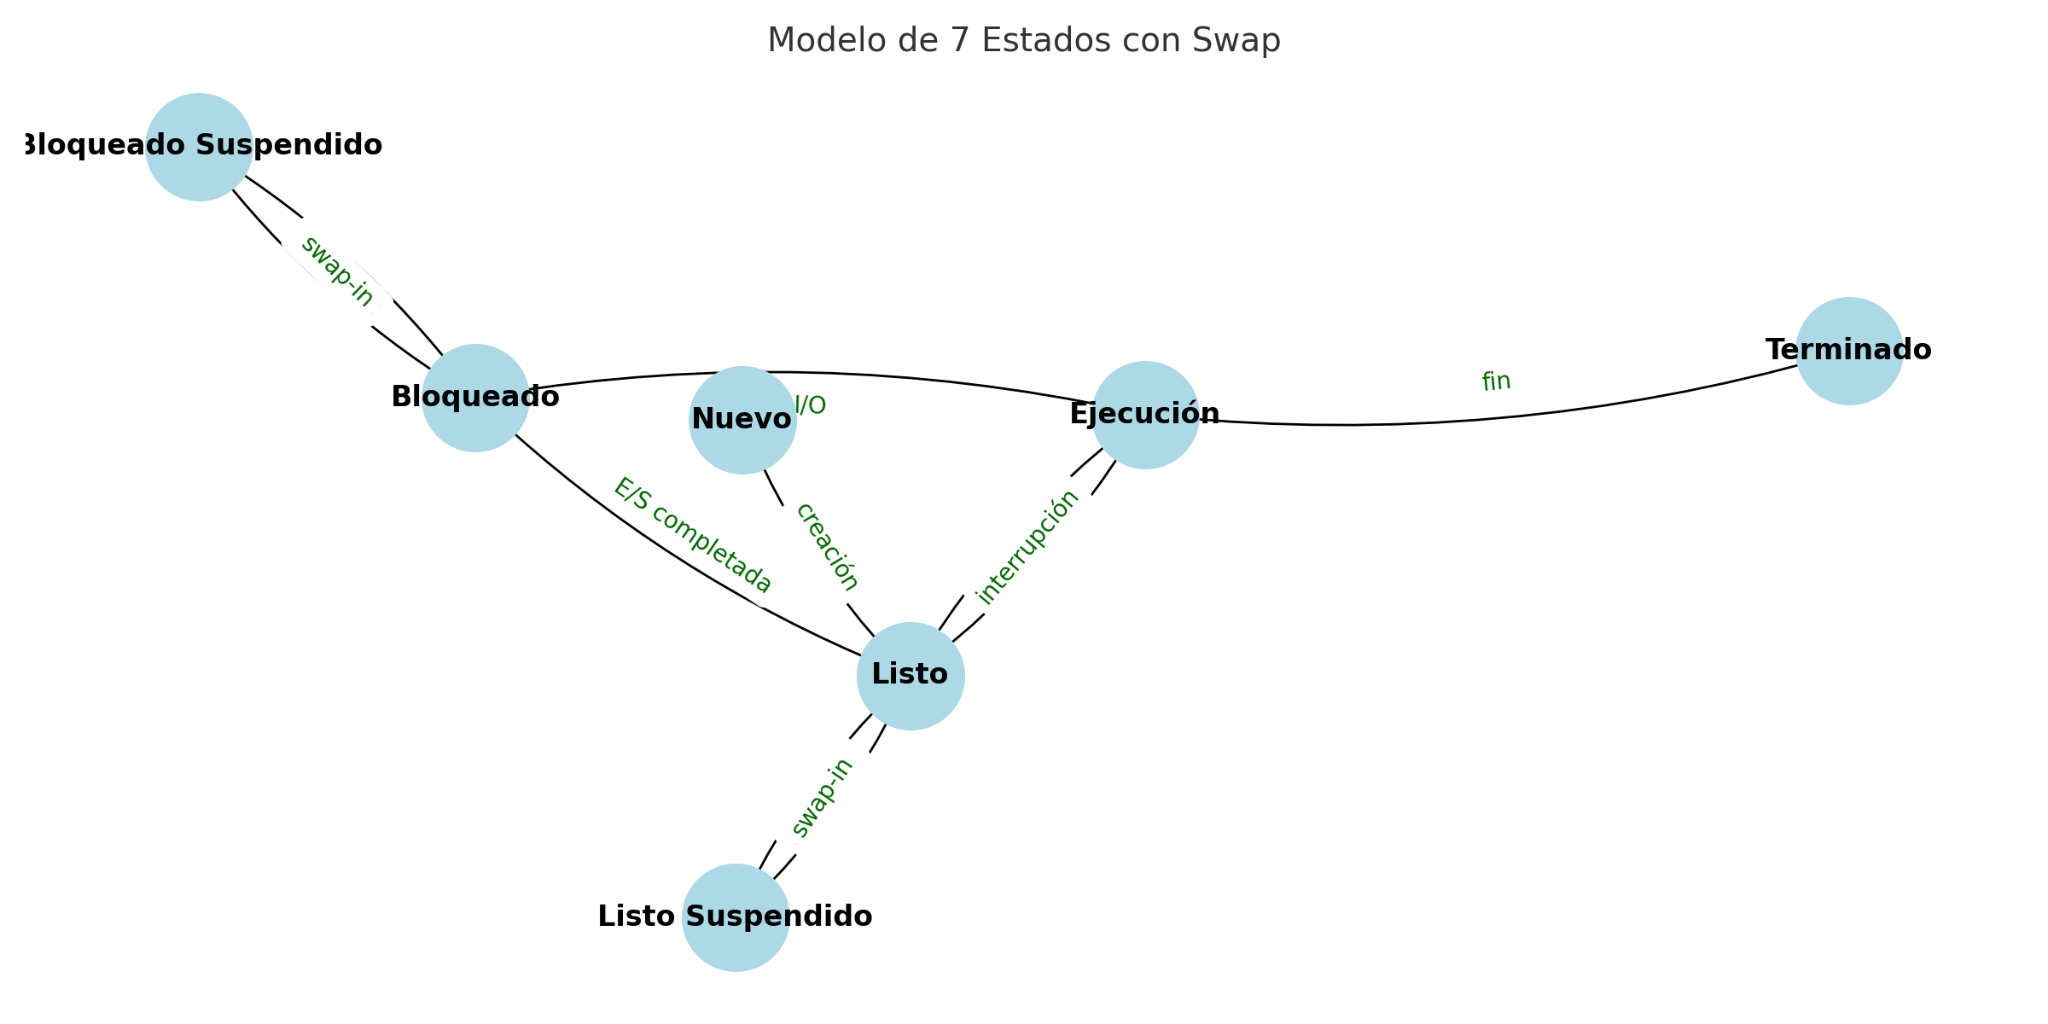 Modelo de 7 Estados con Swap
Bloqueado Suspendido
swap-in
Terminado
fin
Bloqueado
Nuevo
I/O
Ejecución
E/S completada
creación
interrupción
Listo
swap-in
Listo Suspendido